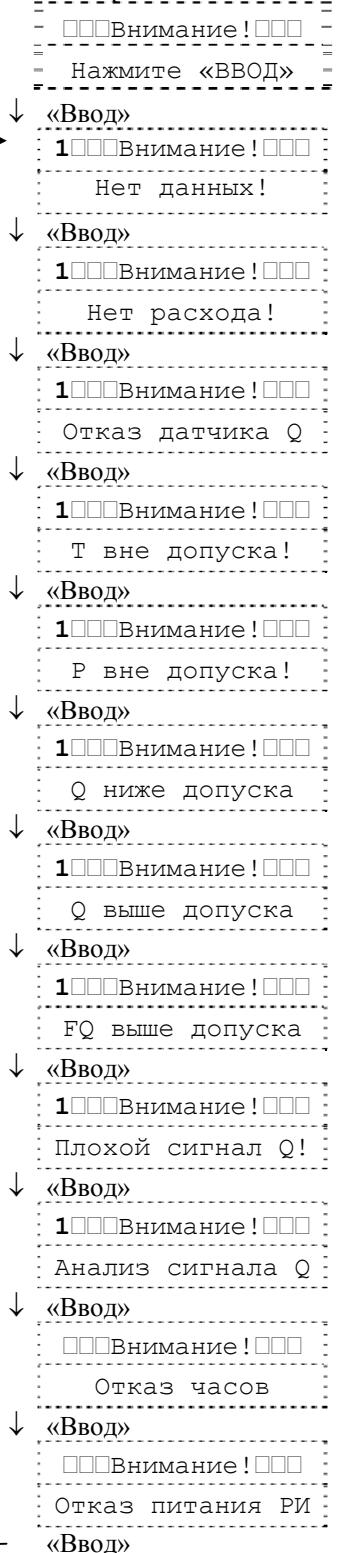 □□□Внимание!□□□
Нажмите «ВВОД»
↓ «Ввод»
1□□□Внимание!□□□
Нет данных!
↓ «Ввод»
1□□□Внимание!□□□
Нет расхода!
↓ «Ввод»
1□□□Внимание!□□□
Отказ датчика Q
↓ «Ввод»
1□□□Внимание!□□□
Т вне допуска!
↓ «Ввод»
1□□□Внимание!□□□
Р вне допуска!
↓ «Ввод»
1□□□Внимание!□□□
Q ниже допуска
↓ «Ввод»
1□□□Внимание!□□□
Q выше допуска
↓ «Ввод»
1□□□Внимание!□□□
FQ выше допуска
↓ «Ввод»
1□□□Внимание!□□□
Плохой сигнал Q!
↓ «Ввод»
1□□□Внимание!□□□
Анализ сигнала Q
↓ «Ввод»
□□□Внимание!□□□
Отказ часов
↓ «Ввод»
□□□Внимание!□□□
Отказ питания РИ
«Ввод»